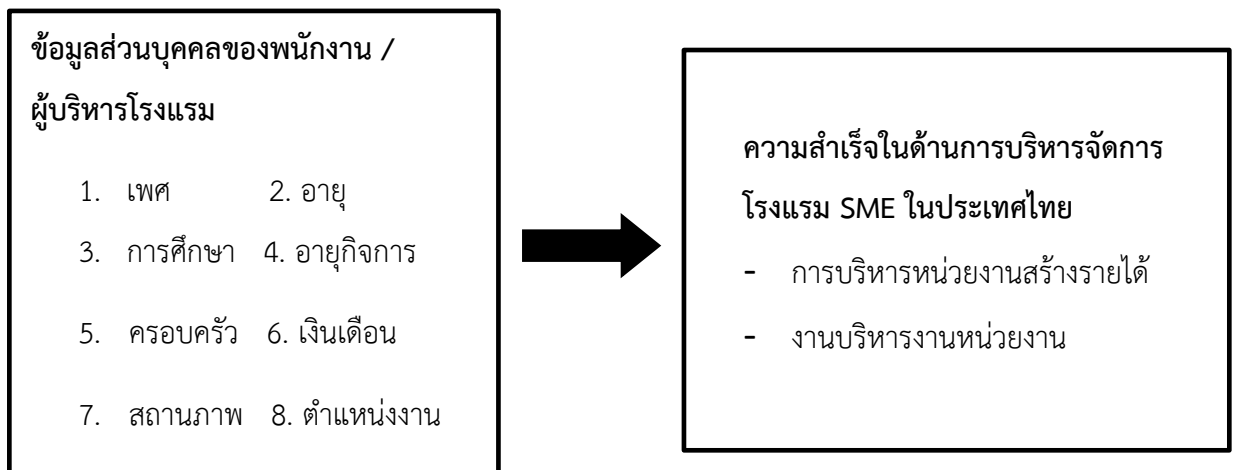 ข้อมูลส่วนบุคคลของพนักงาน /
ผู้บริหารโรงแรม
1. เพศ 2. อายุ
3. การศึกษา 4. อายุกิจการ
5. ครอบครัว 6. เงินเดือน
7. สถานภาพ 8. ตำแหน่งงาน
ความสำเร็จในด้านการบริหารจัดการ
โรงแรม SME ในประเทศไทย
- การบริหารหน่วยงานสร้างรายได้
- งานบริหารงานหน่วยงาน